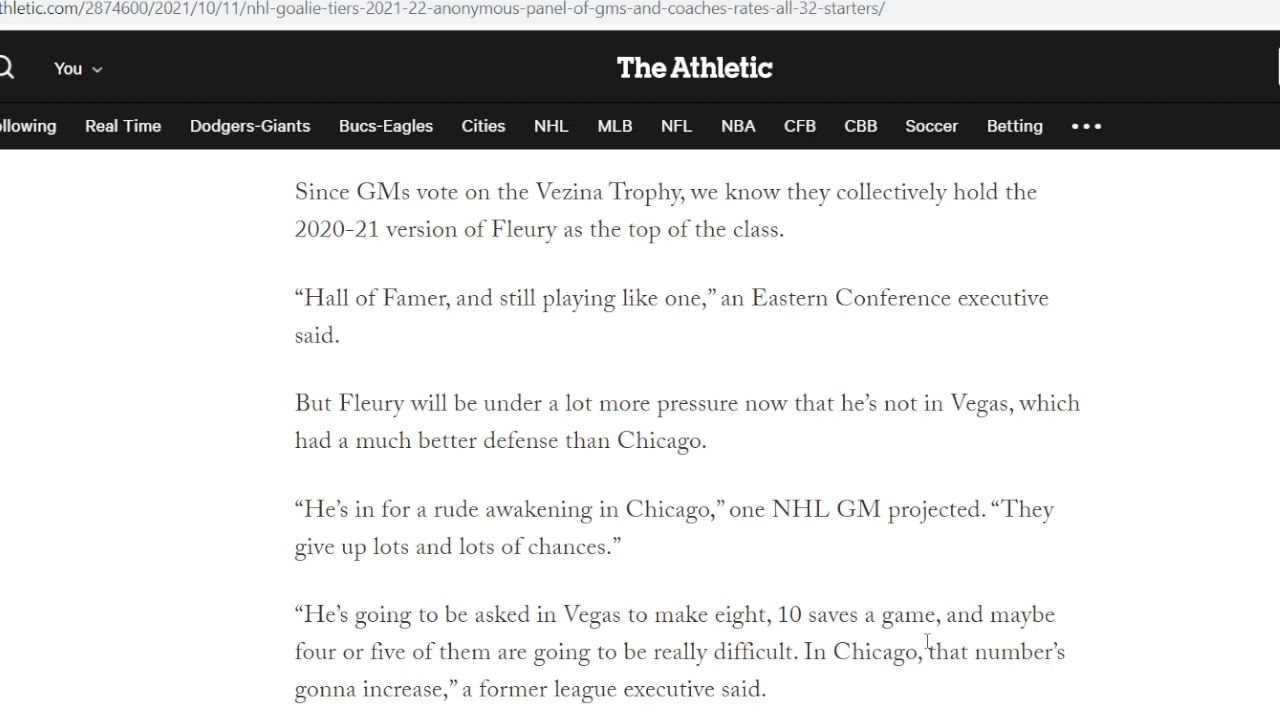 thletic.com/2874600/2021/10/11/nhl-goalie-tiers-2021-22-anonymous-panel-of-gms-and-coaches-rates-all-32-starters/
You
The Athletic
ollowing Real Time Dodgers-Giants Bucs-Eagles Cities NHL MLB NFL NBA CFB CBB Soccer Betting •••
Since GMs vote on the Vezina Trophy, we know they collectively hold the
2020-21 version of Fleury as the top of the class.
“Hall of Famer, and still playing like one,” an Eastern Conference executive
said.
But Fleury will be under a lot more pressure now that he’s not in Vegas, which
had a much better defense than Chicago.
“He’s in for a rude awakening in Chicago,” one NHL GM projected. “They
give up lots and lots of chances.”
“He’s going to be asked in Vegas to make eight, 10 saves a game, and maybe
four or five of them are going to be really difficult. In Chicago, that number’s
gonna increase,” a former league executive said.